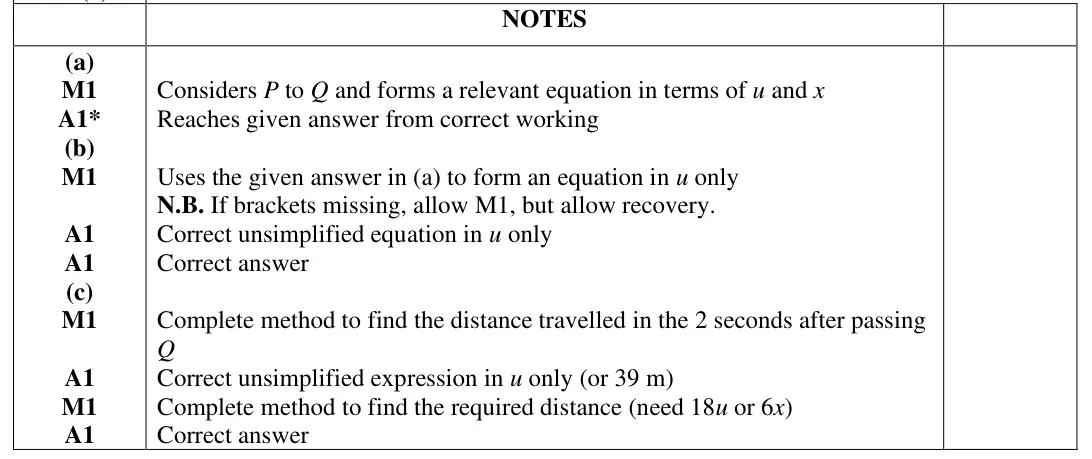 NOTES
(a)
M1 Considers P to Q and forms a relevant equation in terms of u and x
A1* Reaches given answer from correct working
(b)
M1 Uses the given answer in (a) to form an equation in u only
N.B. If brackets missing, allow M1, but allow recovery.
A1 Correct unsimplified equation in u only
A1 Correct answer
(c)
M1 Complete method to find the distance travelled in the 2 seconds after passing
Q
A1 Correct unsimplified expression in u only (or 39 m)
M1 Complete method to find the required distance (need 18u or 6x)
A1 Correct answer